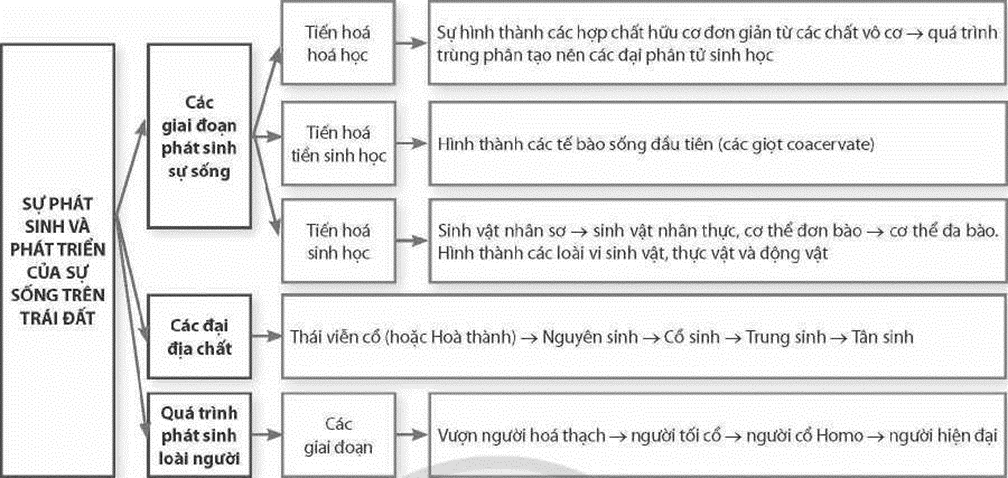 SỰ PHÁT
SINH VÀ
PHÁT TRIỂN
CỦA SỰ
SỐNG TRÊN
TRÁI ĐẤT
Các
giai đoạn
phát sinh
sự sống
Tiến hoá
hoá học
Sự hình thành các hợp chất hữu cơ đơn giản từ các chất vô cơ → quá trình
trùng phân tạo nên các đại phân tử sinh học
Tiến hoá
tiền sinh học
Hình thành các tế bào sống đầu tiên (các giọt coacervate)
Tiến hoá
sinh học
Sinh vật nhân sơ → sinh vật nhân thực, cơ thể đơn bào → cơ thể đa bào.
Hình thành các loài vi sinh vật, thực vật và động vật
Các đại
địa chất
Thái viễn cổ (hoặc Hoà thành) → Nguyên sinh → Cổ sinh → Trung sinh → Tân sinh
Quá trình
phát sinh
loài người
Các
giai đoạn
Vượn người hoá thạch → người tối cổ → người cổ Homo → người hiện đại